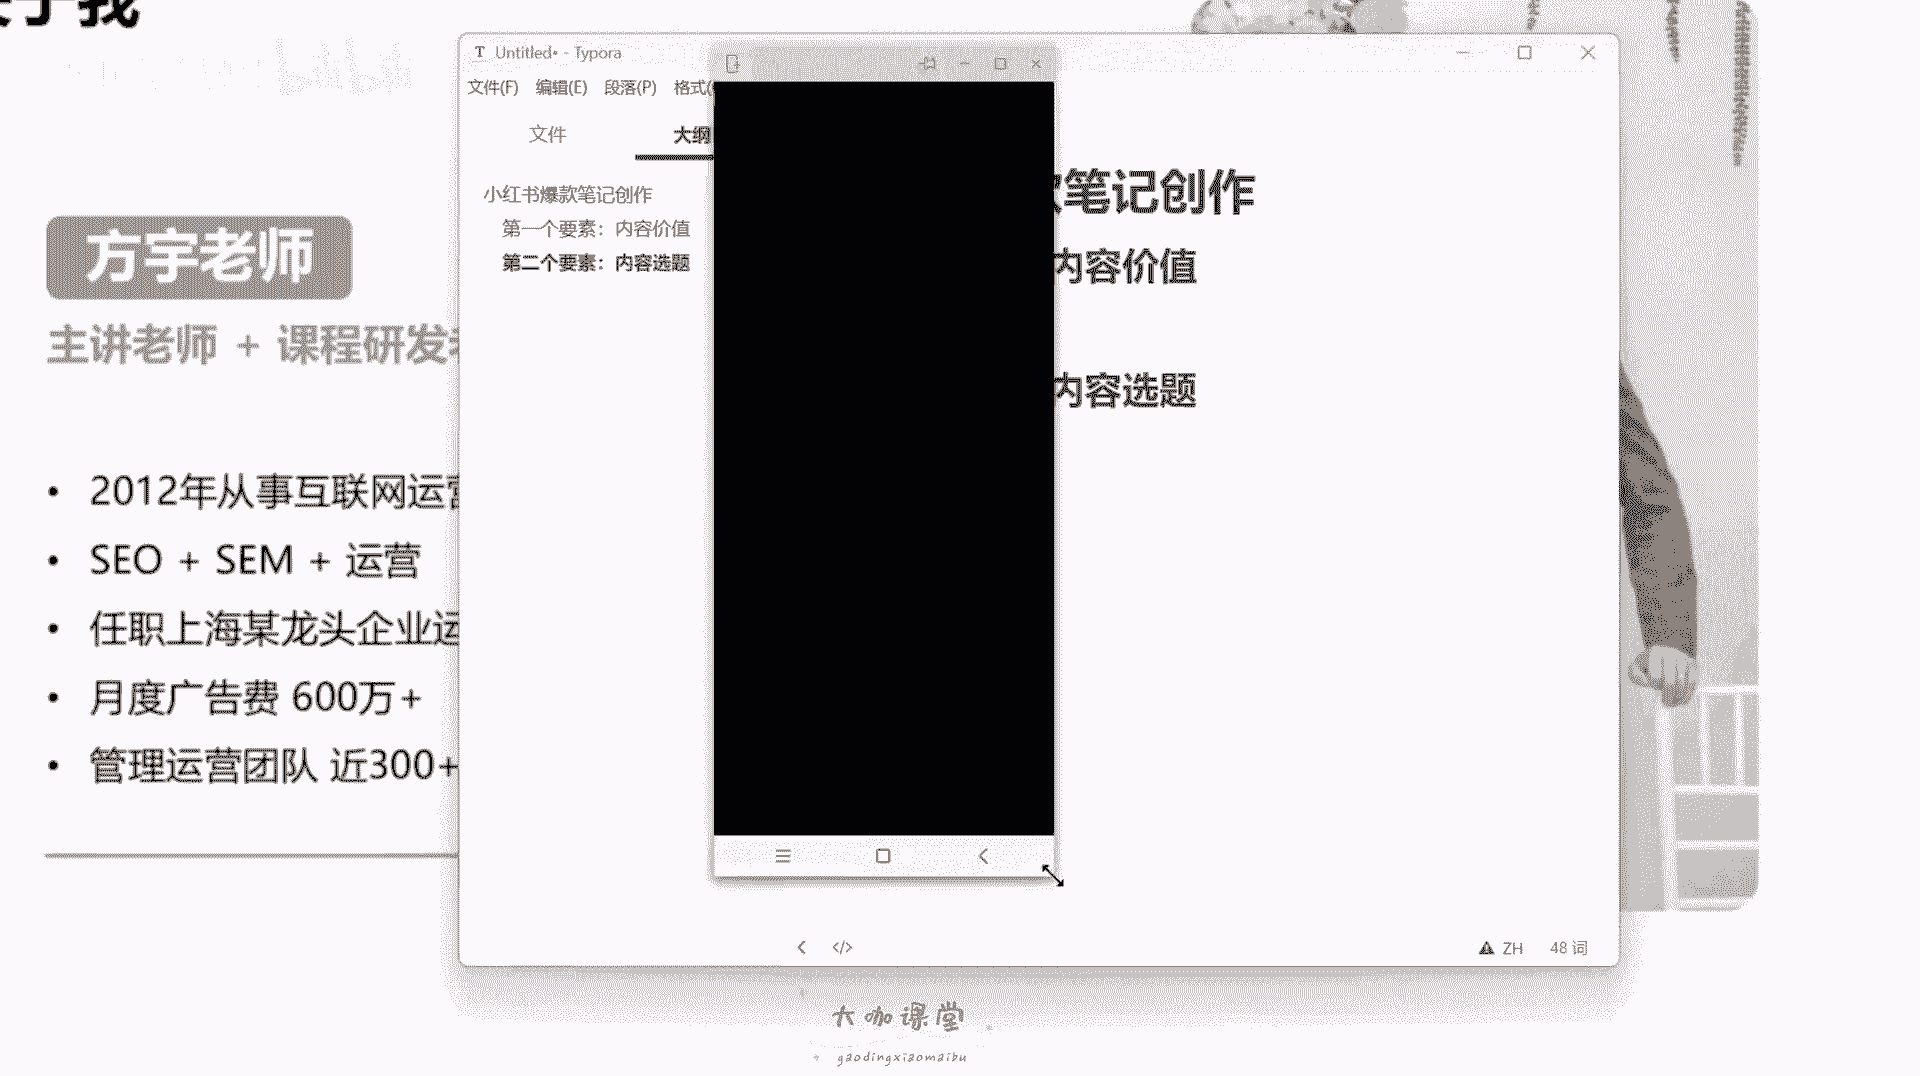 于我
bilibili
方宇老师
主讲老师 + 课程研发
• 2012年从事互联网运
• SEO + SEM + 运营
• 任职上海某龙头企业运
• 月度广告费 600万+
• 管理运营团队 近300+
T Untitled• - Typora
文件(F) 编辑(E) 段落(P) 格式(
文件 大纲
小红书爆款笔记创作
第一个要素：内容价值
第二个要素：内容选题
笔记创作
内容价值
内容选题
</> ZH 48 词
大咖课堂
gaodingxiaomaibu